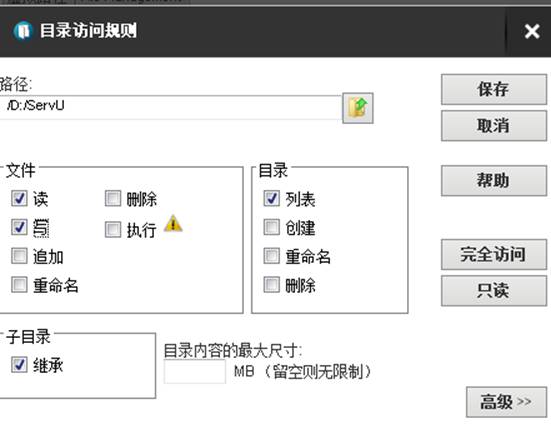 目录访问规则
路径:
/D:/ServU
保存
取消
帮助
完全访问
只读
文件
读
删除
写
执行
追加
重命名
目录
列表
创建
重命名
删除
子目录
继承
目录内容的最大尺寸:
MB （留空则无限制）
高级 >>